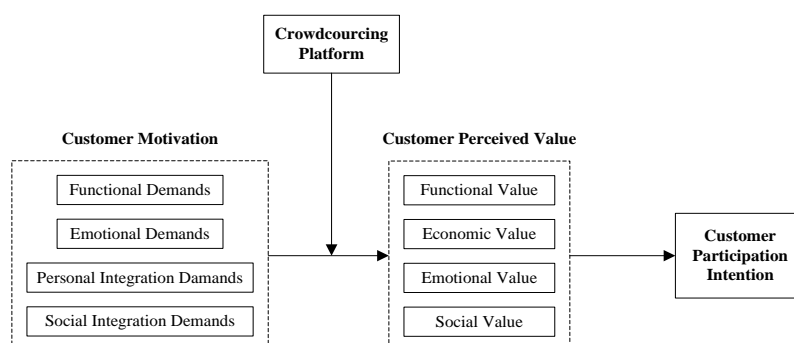 Crowdcourcing
Platform
Customer Motivation
Functional Demands
Emotional Demands
Personal Integration Damands
Social Integration Demands
Customer Perceived Value
Functional Value
Economic Value
Emotional Value
Social Value
Customer
Participation
Intention